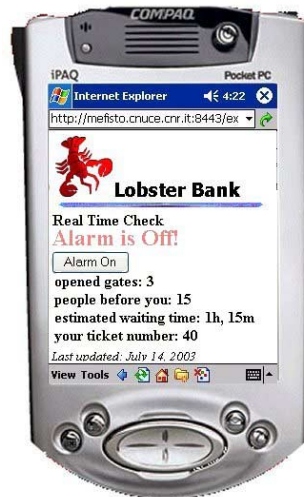 COMPAQ
iPAQ Pocket PC
Internet Explorer 4:22
http://mefisto.cnuce.cnr.it:8443/ex
Lobster Bank
Real Time Check
Alarm is Off!
Alarm On
opened gates: 3
people before you: 15
estimated waiting time: 1h, 15m
your ticket number: 40
Last updated: July 14, 2003
View Tools